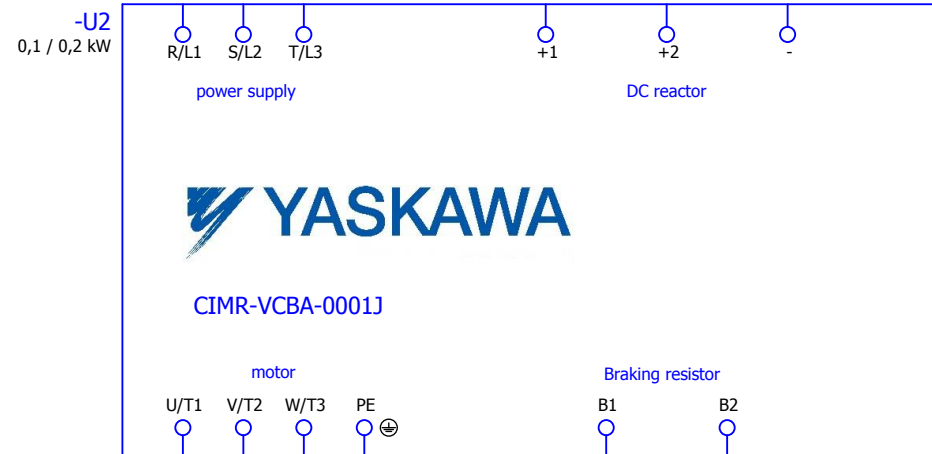 -U2
0,1 / 0,2 kW
R/L1 S/L2 T/L3 +1 +2 -
power supply DC reactor
YASKAWA
CIMR-VCBA-0001J
motor Braking resistor
U/T1 V/T2 W/T3 PE B1 B2